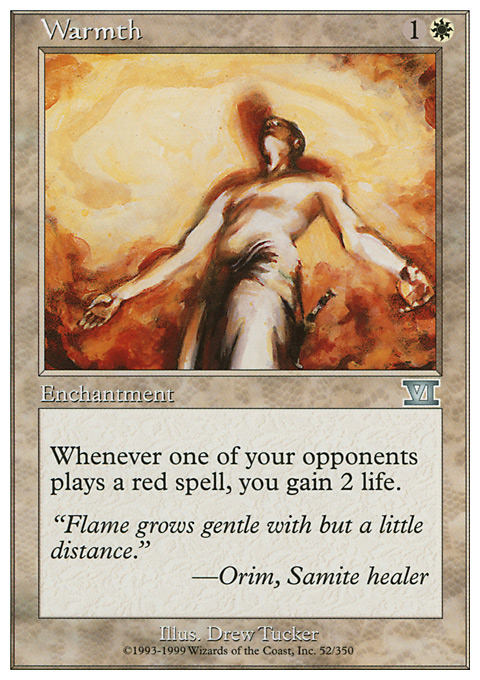 Warmth 1
Enchantment VI
Whenever one of your opponents
plays a red spell, you gain 2 life.
“Flame grows gentle with but a little
distance.”
—Orim, Samite healer
Illus. Drew Tucker
©1993-1999 Wizards of the Coast, Inc. 52/350